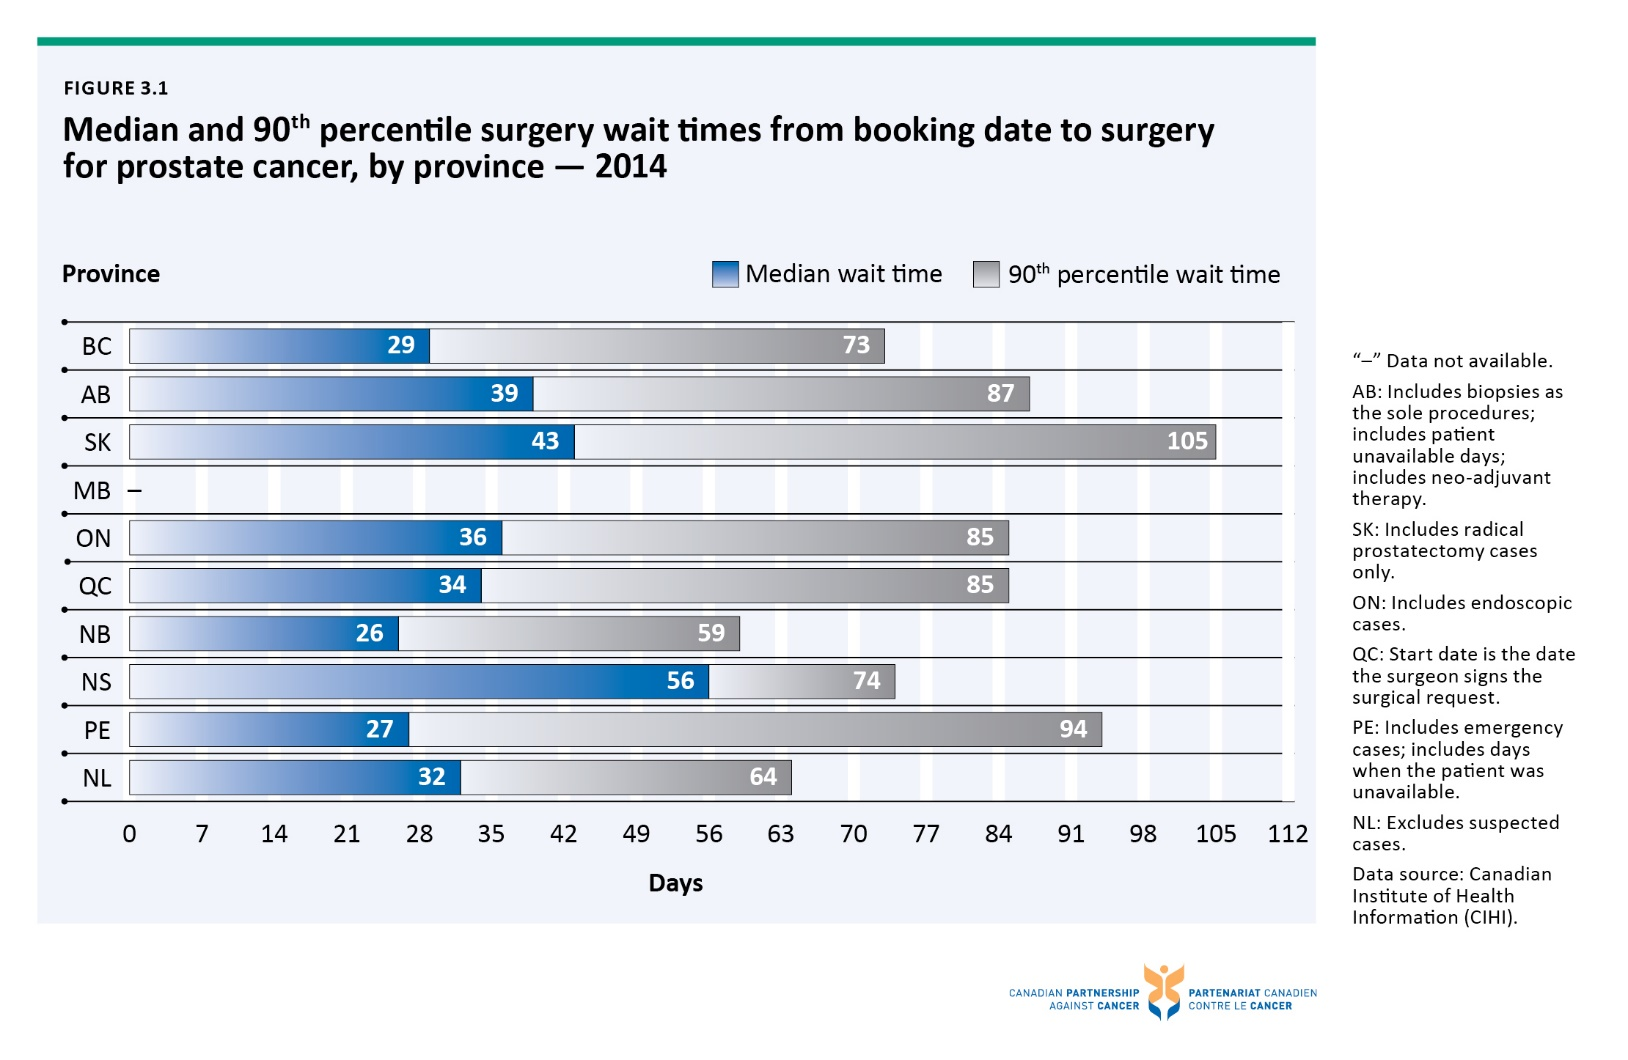 FIGURE 3.1
Median and 90th percentile surgery wait times from booking date to surgery
for prostate cancer, by province — 2014
Province
Median wait time
90th percentile wait time
BC 29 73
AB 39 87
SK 43 105
MB –
ON 36 85
QC 34 85
NB 26 59
NS 56 74
PE 27 94
NL 32 64
0 7 14 21 28 35 42 49 56 63 70 77 84 91 98 105 112
Days
“–” Data not available.
AB: Includes biopsies as
the sole procedures;
includes patient
unavailable days;
includes neo-adjuvant
therapy.
SK: Includes radical
prostatectomy cases
only.
ON: Includes endoscopic
cases.
QC: Start date is the date
the surgeon signs the
surgical request.
PE: Includes emergency
cases; includes days
when the patient was
unavailable.
NL: Excludes suspected
cases.
Data source: Canadian
Institute of Health
Information (CIHI).
CANADIAN PARTNERSHIP
AGAINST CANCER
PARTENARIAT CANADIEN
CONTRE LE CANCER